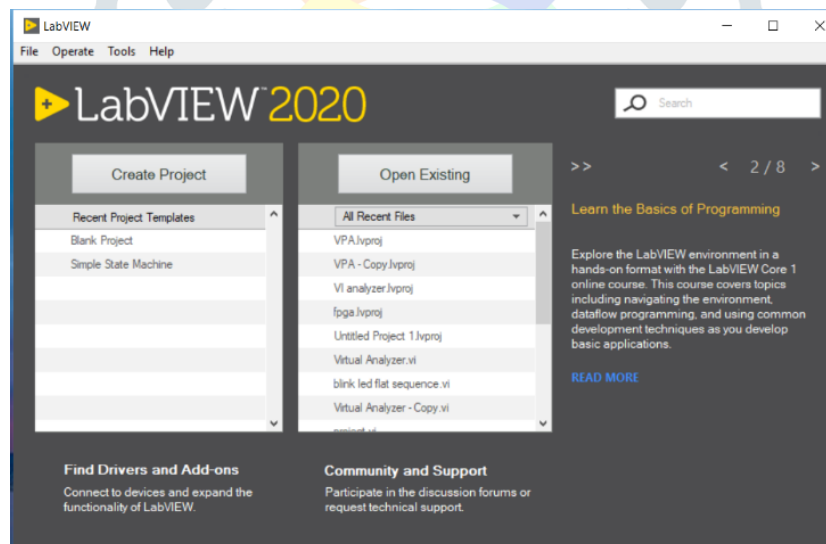 LabVIEW
File Operate Tools Help
LabVIEW™ 2020
Search
Create Project
Recent Project Templates
Blank Project
Simple State Machine
Open Existing
All Recent Files
VPA.lvproj
VPA - Copy.lvproj
VI analyzer.lvproj
fpga.lvproj
Untitled Project 1.lvproj
Virtual Analyzer.vi
blink led flat sequence.vi
Virtual Analyzer - Copy.vi
>> < 2 / 8 >
Learn the Basics of Programming
Explore the LabVIEW environment in a
hands-on format with the LabVIEW Core 1
online course. This course covers topics
including navigating the environment,
dataflow programming, and using common
development techniques as you develop
basic applications.
READ MORE
Find Drivers and Add-ons
Connect to devices and expand the
functionality of LabVIEW.
Community and Support
Participate in the discussion forums or
request technical support.